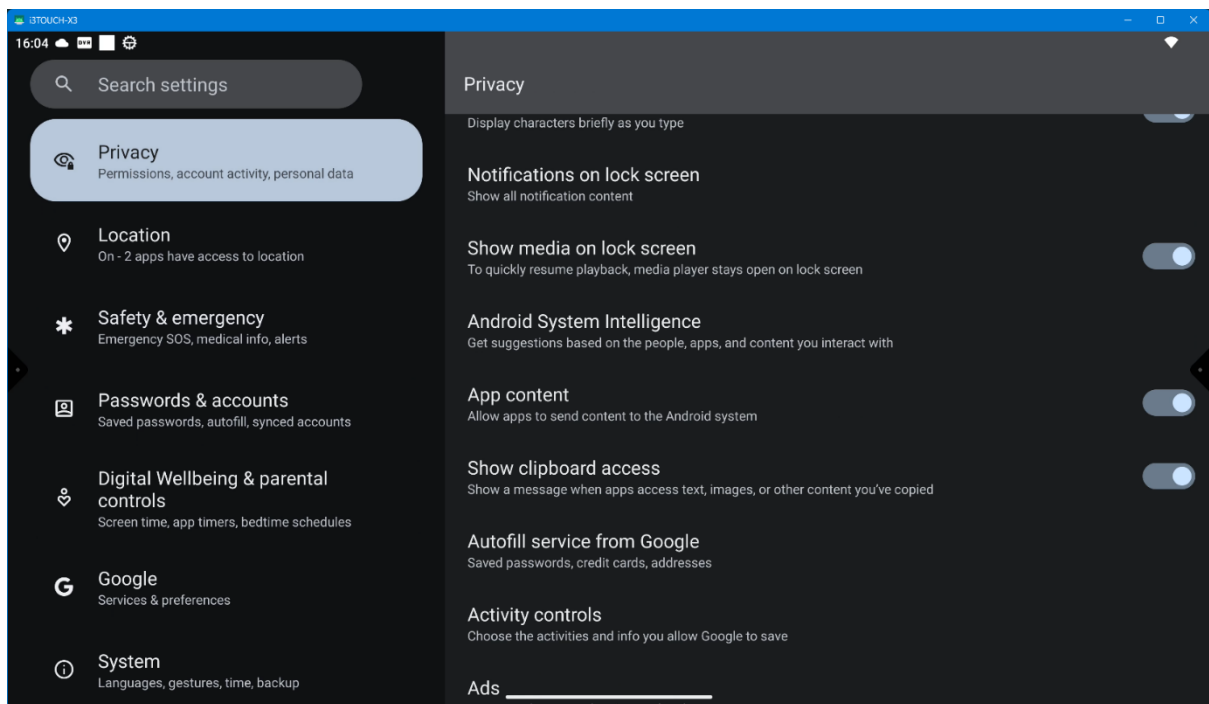 i3TOUCH-X3
16:04
DVR
Search settings
Privacy
Permissions, account activity, personal data
Location
On - 2 apps have access to location
Safety & emergency
Emergency SOS, medical info, alerts
Passwords & accounts
Saved passwords, autofill, synced accounts
Digital Wellbeing & parental
controls
Screen time, app timers, bedtime schedules
Google
Services & preferences
System
Languages, gestures, time, backup
Privacy
Display characters briefly as you type
Notifications on lock screen
Show all notification content
Show media on lock screen
To quickly resume playback, media player stays open on lock screen
Android System Intelligence
Get suggestions based on the people, apps, and content you interact with
App content
Allow apps to send content to the Android system
Show clipboard access
Show a message when apps access text, images, or other content you've copied
Autofill service from Google
Saved passwords, credit cards, addresses
Activity controls
Choose the activities and info you allow Google to save
Ads